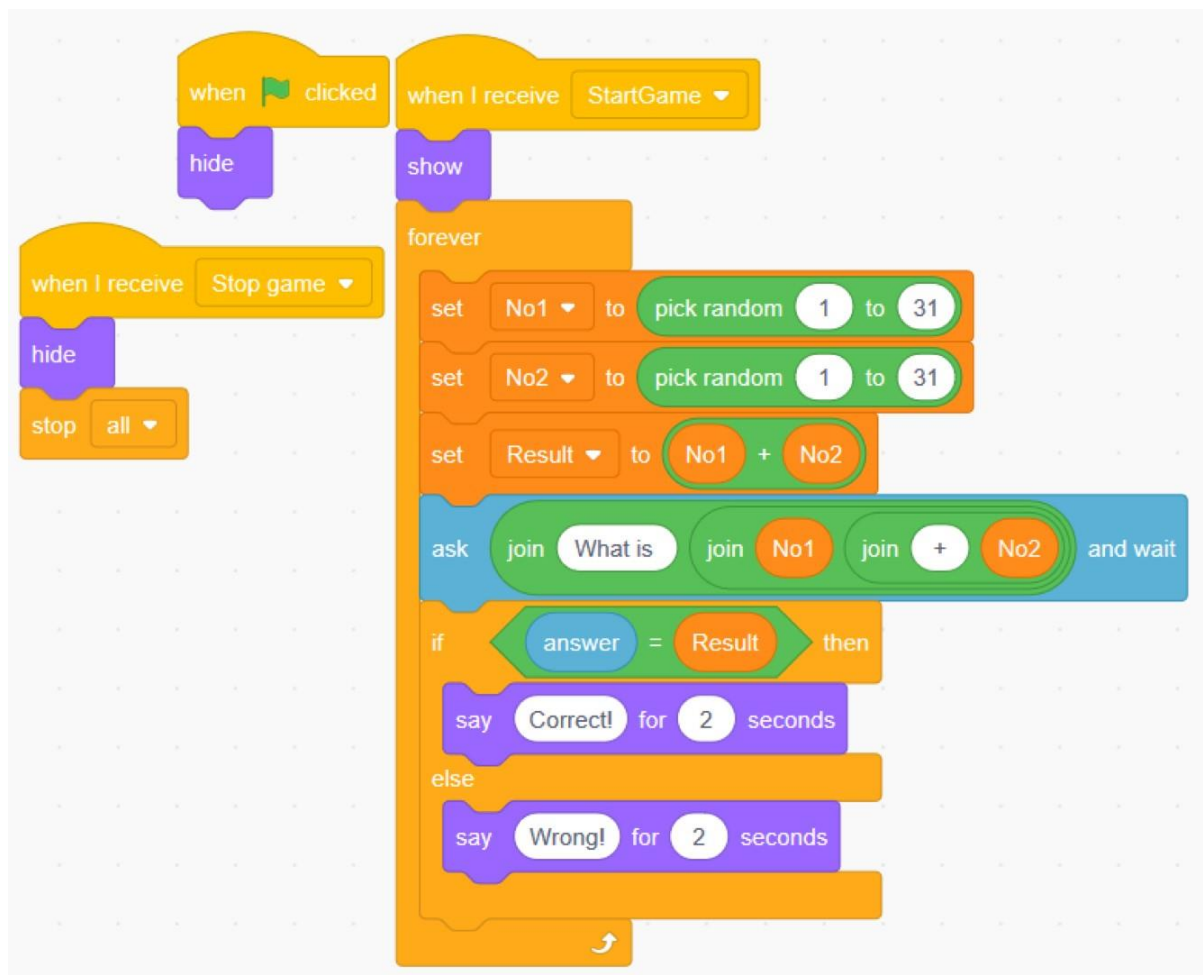 when clicked
hide
when I receive Stop game
hide
stop all
when I receive StartGame
show
forever
set No1 to pick random 1 to 31
set No2 to pick random 1 to 31
set Result to No1 + No2
ask join What is join No1 join + No2 and wait
if answer = Result then
say Correct! for 2 seconds
else
say Wrong! for 2 seconds